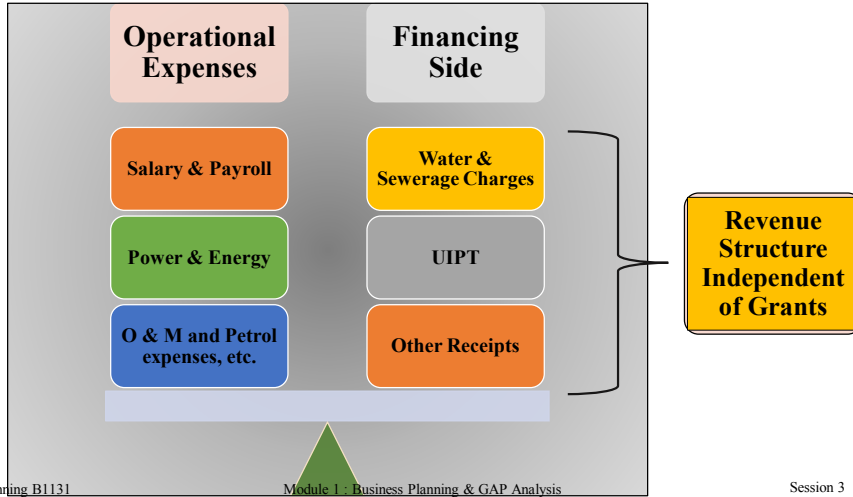 Operational
Expenses
Financing
Side
Salary & Payroll
Water &
Sewerage Charges
Power & Energy
UIPT
O & M and Petrol
expenses, etc.
Other Receipts
Revenue
Structure
Independent
of Grants
nning B1131
Module 1 : Business Planning & GAP Analysis
Session 3